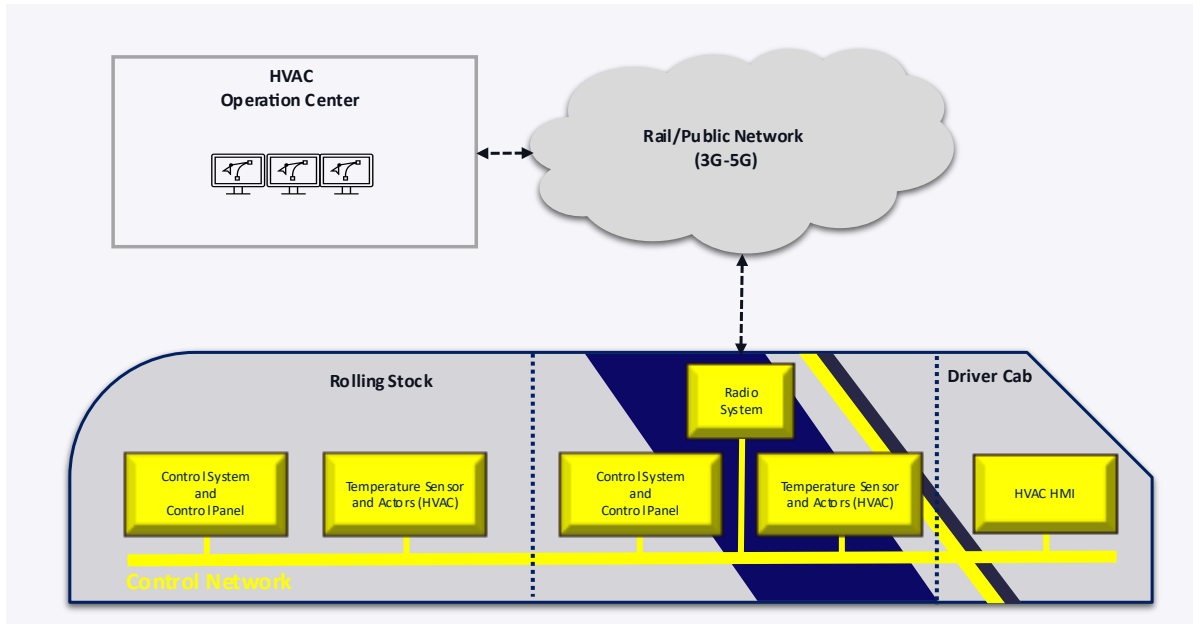 HVAC
Operation Center
Rail/Public Network
(3G-5G)
Rolling Stock
Driver Cab
Radio
System
Control System
and
Control Panel
Temperature Sensor
and Actors (HVAC)
Control System
and
Control Panel
Temperature Sensor
and Actors (HVAC)
HVAC HMI
Control Network